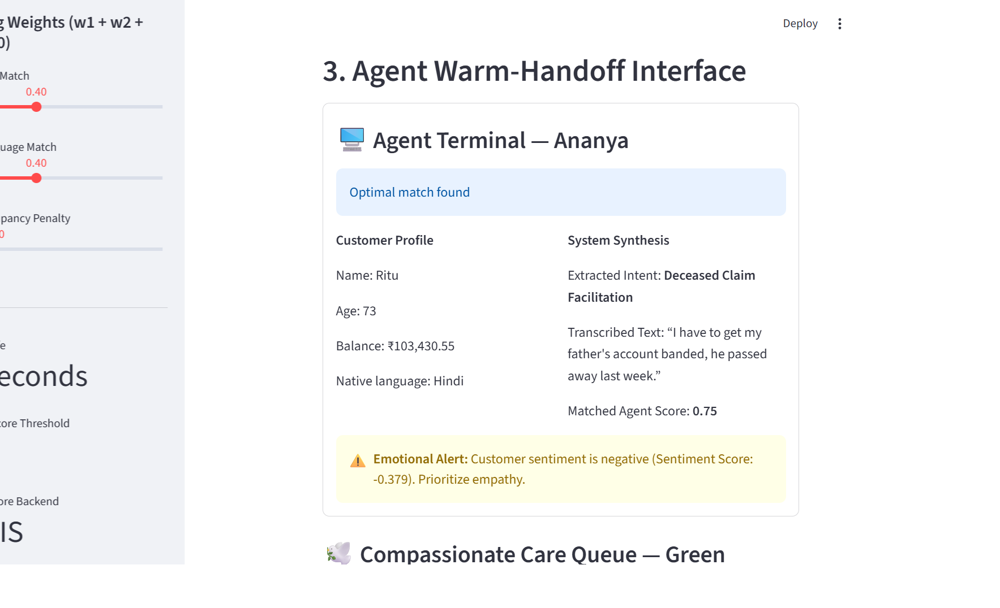 g Weights (w1 + w2 +
0)
Match
0.40
uage Match
0.40
pancy Penalty
0
e
econds
core Threshold
ore Backend
IS
Deploy
3. Agent Warm-Handoff Interface
Agent Terminal — Ananya
Optimal match found
Customer Profile
Name: Ritu
Age: 73
Balance: ₹103,430.55
Native language: Hindi
System Synthesis
Extracted Intent: Deceased Claim
Facilitation
Transcribed Text: “I have to get my
father's account banded, he passed
away last week.”
Matched Agent Score: 0.75
Emotional Alert: Customer sentiment is negative (Sentiment Score:
-0.379). Prioritize empathy.
Compassionate Care Queue — Green